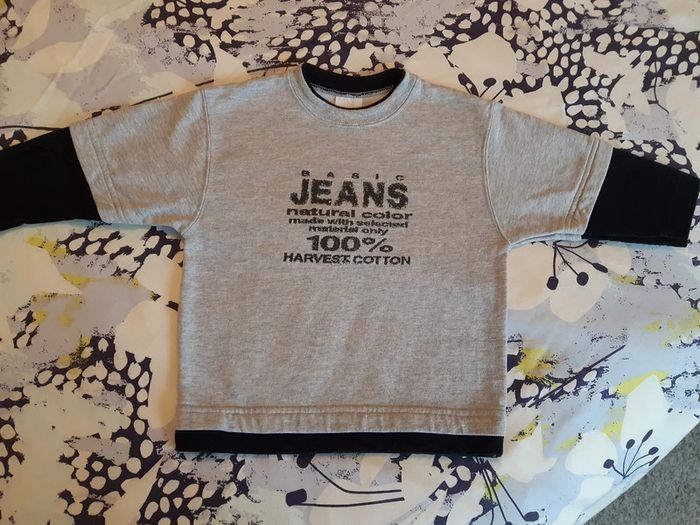 BASIC
JEANS
natural color
made with selected
material only
100%
HARVEST COTTON